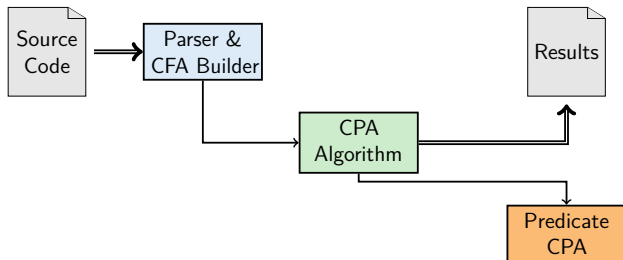 Source
Code
Parser &
CFA Builder
Results
CPA
Algorithm
Predicate
CPA